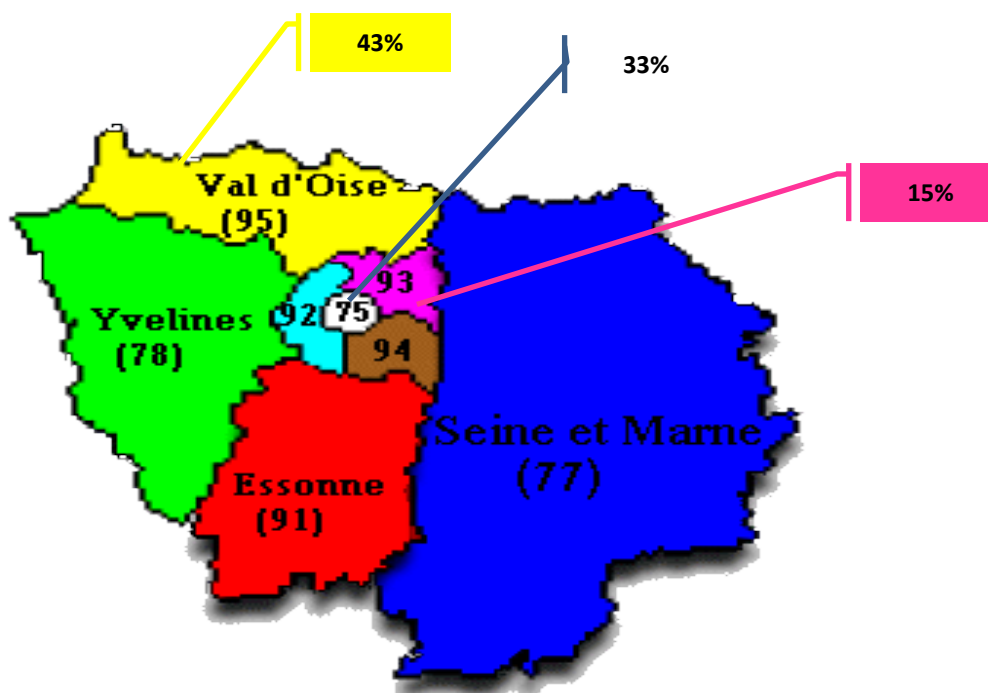 43%
33%
15%
Val d'Oise
(95)
93
92
75
Yvelines
(78)
94
Seine et Marne
(77)
Essonne
(91)